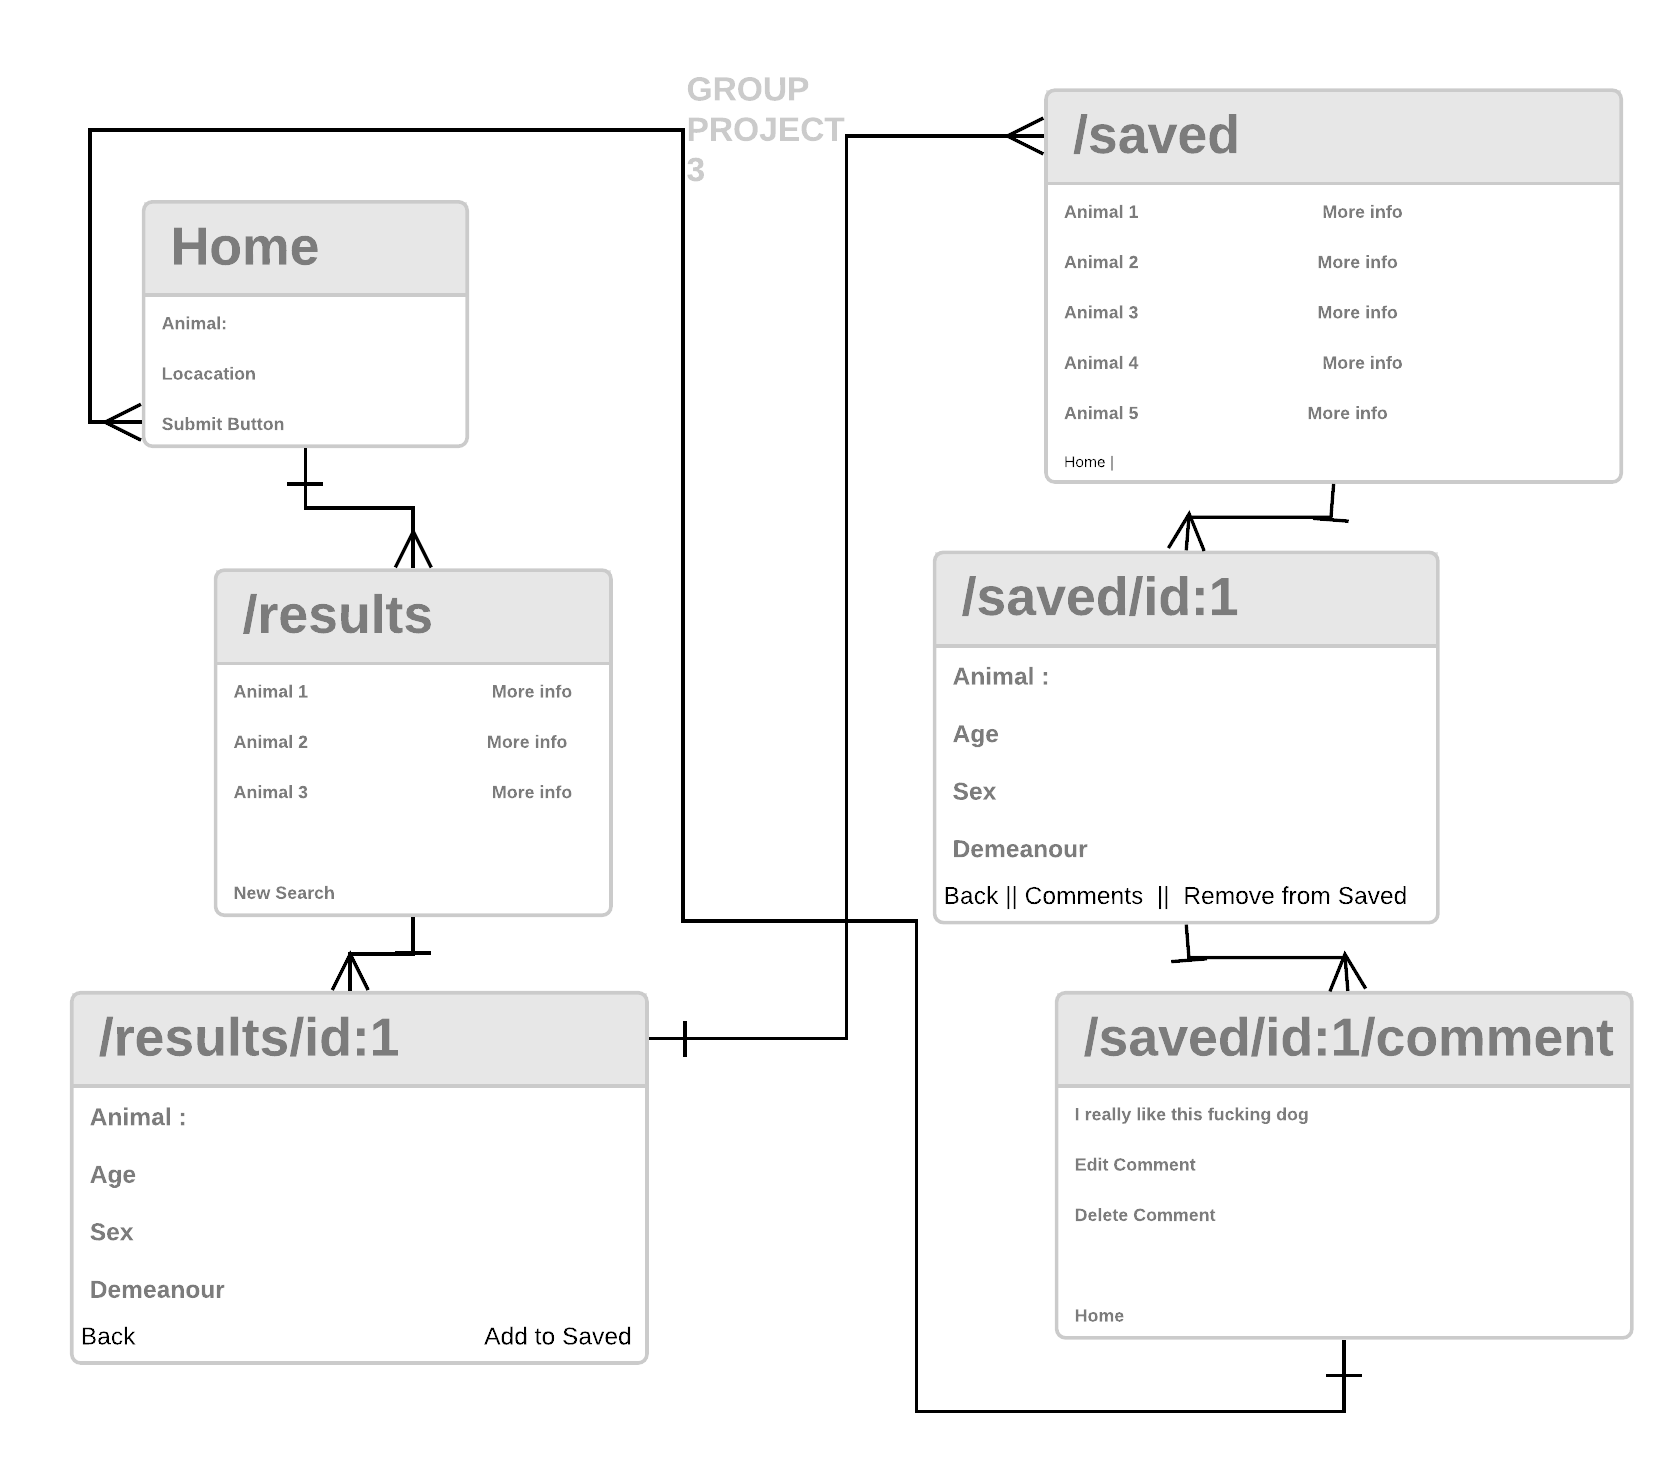 GROUP
PROJECT
3
Home
Animal:
Locacation
Submit Button
/results
Animal 1 More info
Animal 2 More info
Animal 3 More info
New Search
/results/id:1
Animal :
Age
Sex
Demeanour
Back Add to Saved
/saved
Animal 1 More info
Animal 2 More info
Animal 3 More info
Animal 4 More info
Animal 5 More info
Home |
/saved/id:1
Animal :
Age
Sex
Demeanour
Back || Comments || Remove from Saved
/saved/id:1/comment
I really like this fucking dog
Edit Comment
Delete Comment
Home